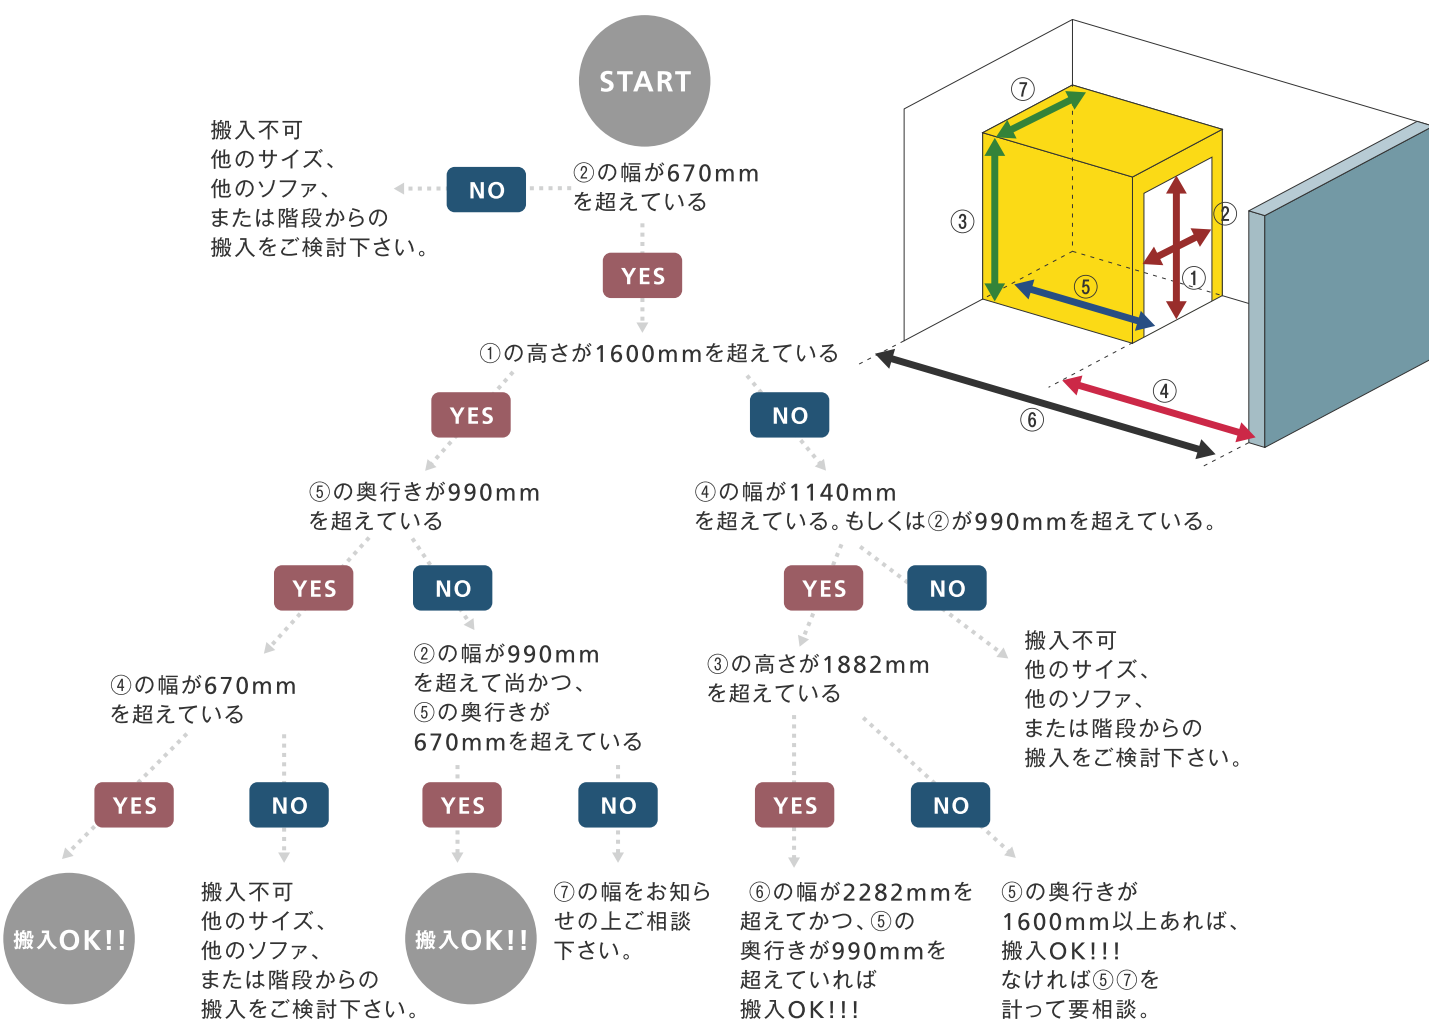 START
②の幅が670mm
を超えている
NO
搬入不可
他のサイズ、
他のソファ、
または階段からの
搬入をご検討下さい。
YES
①の高さが1600mmを超えている
YES
NO
⑤の奥行きが990mm
を超えている
④の幅が1140mm
を超えている。もしくは②が990mmを超えている。
YES
NO
YES
NO
④の幅が670mm
を超えている
②の幅が990mm
を超えて尚かつ、
⑤の奥行きが
670mmを超えている
③の高さが1882mm
を超えている
搬入不可
他のサイズ、
他のソファ、
または階段からの
搬入をご検討下さい。
YES
NO
YES
NO
YES
NO
搬入OK!!
搬入不可
他のサイズ、
他のソファ、
または階段からの
搬入をご検討下さい。
搬入OK!!
⑦の幅をお知ら
せの上ご相談
下さい。
⑥の幅が2282mmを
超えてかつ、⑤の
奥行きが990mmを
超えていれば
搬入OK!!!
⑤の奥行きが
1600mm以上あれば、
搬入OK!!!
なければ⑤⑦を
計って要相談。
⑦
③
②
①
⑤
④
⑥